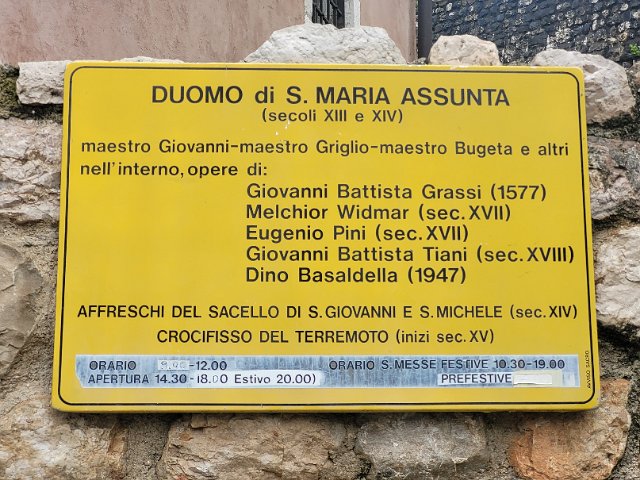 DUOMO di S. MARIA ASSUNTA
(secoli XIII e XIV)
maestro Giovanni-maestro Griglio-maestro Bugeta e altri
nell'interno, opere di:
Giovanni Battista Grassi (1577)
Melchior Widmar (sec. XVII)
Eugenio Pini (sec. XVII)
Giovanni Battista Tiani (sec. XVIII)
Dino Basaldella (1947)
AFFRESCHI DEL SACELLO DI S. GIOVANNI E S. MICHELE (sec. XIV)
CROCIFISSO DEL TERREMOTO (inizi sec. XV)
ORARIO -12.00 ORARIO S. MESSE FESTIVE 10.30-19.00
APERTURA 14.30-18.00 Estivo 20.00) PREFESTIVE